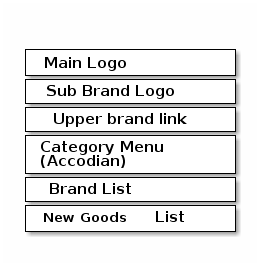 Main Logo
Sub Brand Logo
Upper brand link
Category Menu
(Accodian)
Brand List
New Goods List